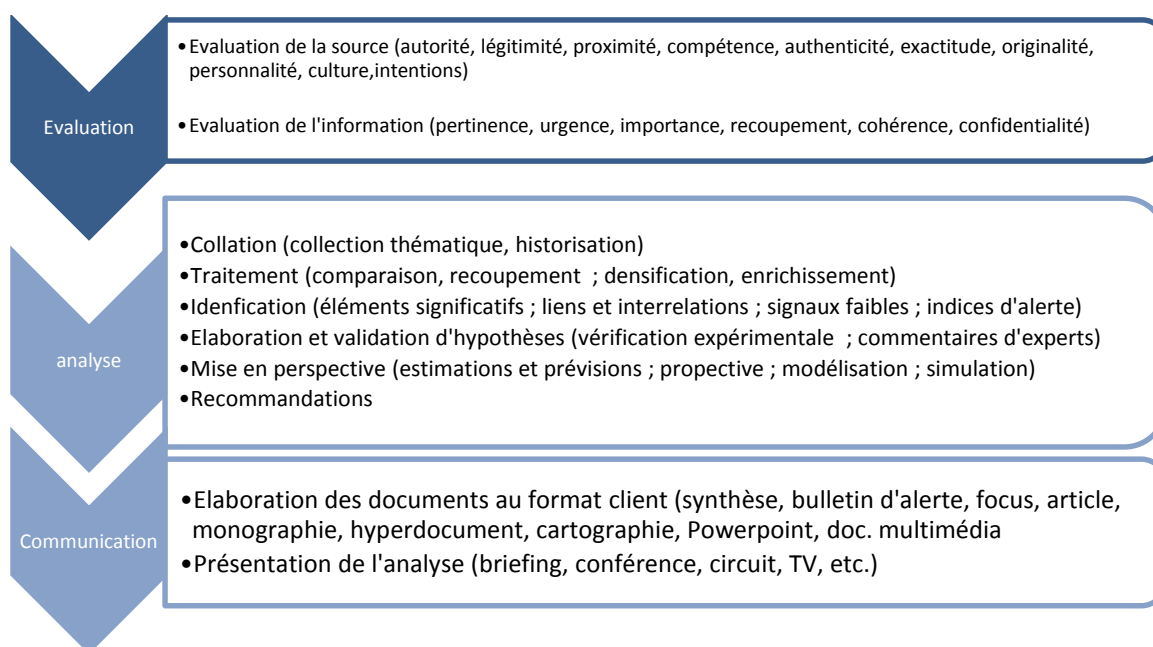 Evaluation
•Evaluation de la source (autorité, légitimité, proximité, compétence, authenticité, exactitude, originalité,
personnalité, culture,intentions)
•Evaluation de l'information (pertinence, urgence, importance, recoupement, cohérence, confidentialité)
analyse
•Collation (collection thématique, historisation)
•Traitement (comparaison, recoupement ; densification, enrichissement)
•Idenfication (éléments significatifs ; liens et interrelations ; signaux faibles ; indices d'alerte)
•Elaboration et validation d'hypothèses (vérification expérimentale ; commentaires d'experts)
•Mise en perspective (estimations et prévisions ; propective ; modélisation ; simulation)
•Recommandations
Communication
•Elaboration des documents au format client (synthèse, bulletin d'alerte, focus, article,
monographie, hyperdocument, cartographie, Powerpoint, doc. multimédia
•Présentation de l'analyse (briefing, conférence, circuit, TV, etc.)